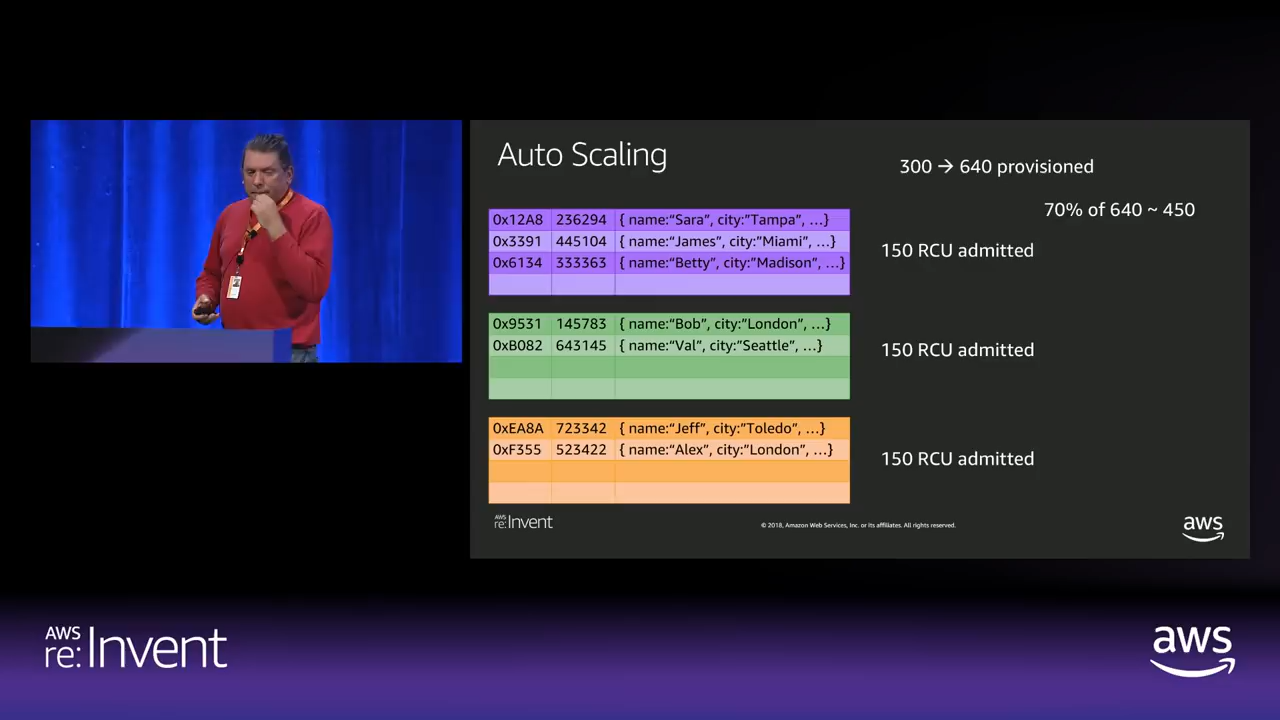 Auto Scaling
300 → 640 provisioned
70% of 640 ~ 450
0x12A8 236294 { name:“Sara”, city:”Tampa”, …}
0x3391 445104 { name:“James”, city:”Miami”, …}
0x6134 333363 { name:“Betty”, city:”Madison”, …}
150 RCU admitted
0x9531 145783 { name:“Bob”, city:”London”, …}
0xB082 643145 { name:“Val”, city:”Seattle”, …}
150 RCU admitted
0xEA8A 723342 { name:“Jeff”, city:”Toledo”, …}
0xF355 523422 { name:“Alex”, city:”London”, …}
150 RCU admitted
AWS
re:Invent
© 2018, Amazon Web Services, Inc. or its affiliates. All rights reserved.
aws
AWS
re:Invent
aws